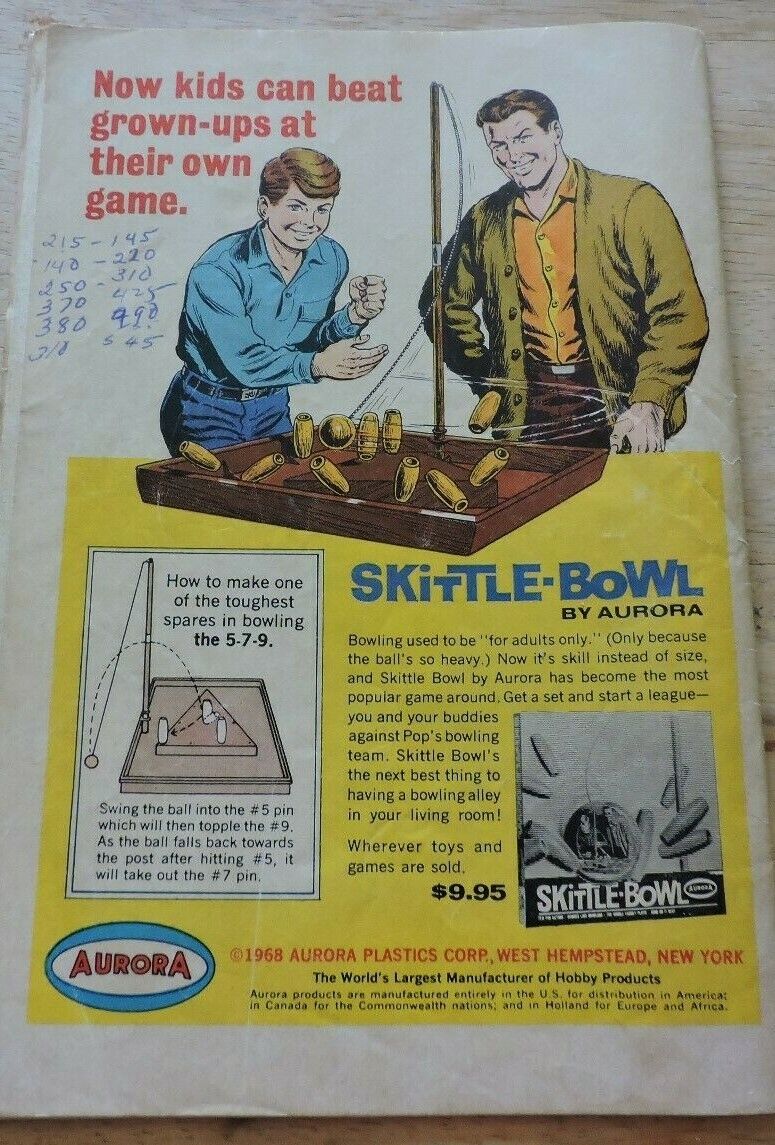 Now kids can beat
grown-ups at
their own
game.
215 - 145
140 - 220
250 - 310
370 425
380 990
310 $45
How to make one
of the toughest
spares in bowling
the 5-7-9.
Swing the ball into the #5 pin
which will then topple the #9.
As the ball falls back towards
the post after hitting #5, it
will take out the #7 pin.
SKiTTLE-BoWL
BY AURORA
Bowling used to be "for adults only." (Only because
the ball's so heavy.) Now it's skill instead of size,
and Skittle Bowl by Aurora has become the most
popular game around. Get a set and start a league—
you and your buddies
against Pop's bowling
team. Skittle Bowl's
the next best thing to
having a bowling alley
in your living room!
Wherever toys and
games are sold.
$9.95
SKiTTLE-BoWL
AURORA
AURORA
©1968 AURORA PLASTICS CORP., WEST HEMPSTEAD, NEW YORK
The World's Largest Manufacturer of Hobby Products
Aurora products are manufactured entirely in the U.S. for distribution in America;
in Canada for the Commonwealth nations; and in Holland for Europe and Africa.